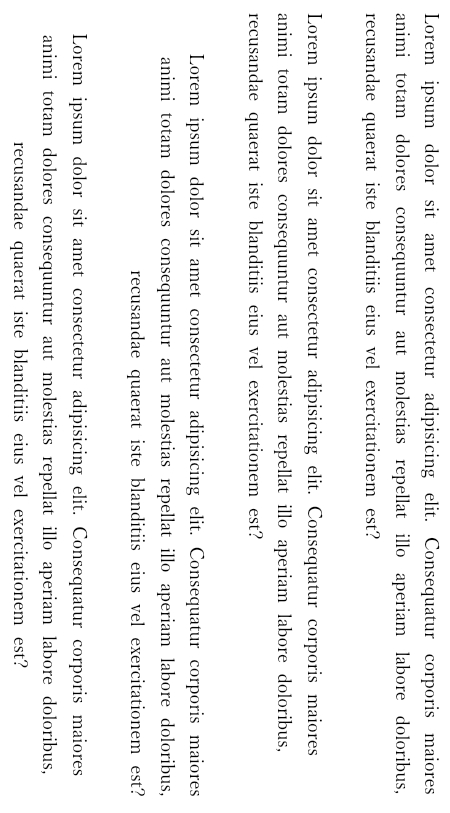 Lorem ipsum dolor sit amet consectetur adipisicing elit. Consequatur corporis maiores
animi totam dolores consequuntur aut molestias repellat illo aperiam labore doloribus,
recusandae quaerat iste blanditiis eius vel exercitationem est?
Lorem ipsum dolor sit amet consectetur adipisicing elit. Consequatur corporis maiores
animi totam dolores consequuntur aut molestias repellat illo aperiam labore doloribus,
recusandae quaerat iste blanditiis eius vel exercitationem est?
Lorem ipsum dolor sit amet consectetur adipisicing elit. Consequatur corporis maiores
animi totam dolores consequuntur aut molestias repellat illo aperiam labore doloribus,
recusandae quaerat iste blanditiis eius vel exercitationem est?
Lorem ipsum dolor sit amet consectetur adipisicing elit. Consequatur corporis maiores
animi totam dolores consequuntur aut molestias repellat illo aperiam labore doloribus,
recusandae quaerat iste blanditiis eius vel exercitationem est?